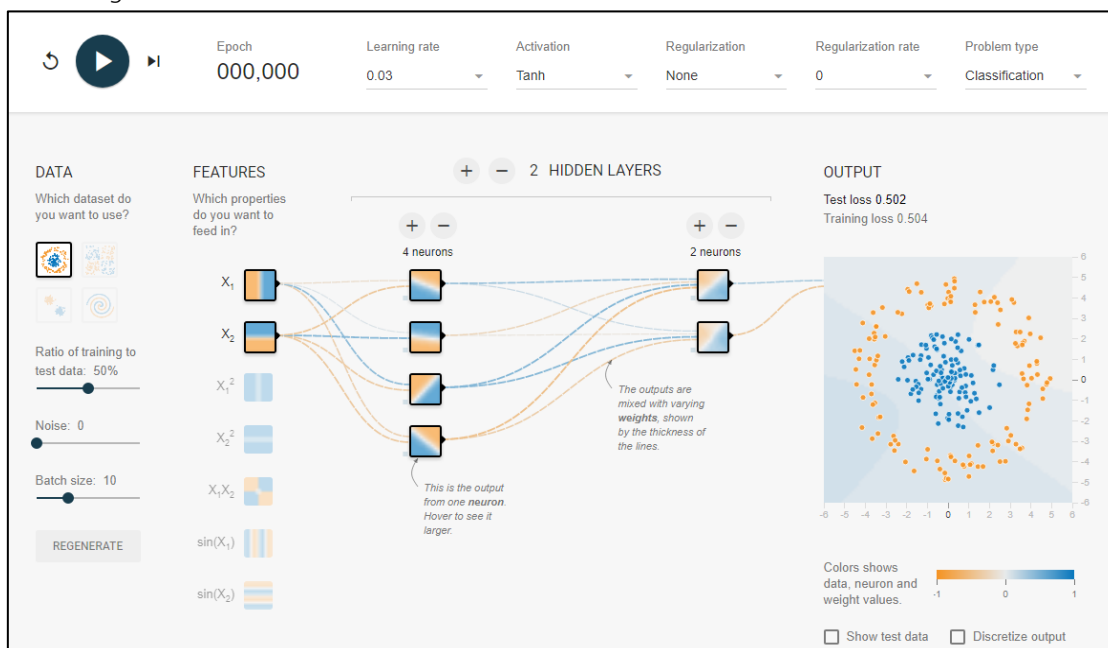 Epoch
000,000
Learning rate
0.03
Activation
Tanh
Regularization
None
Regularization rate
0
Problem type
Classification
DATA
Which dataset do
you want to use?
Ratio of training to
test data: 50%
Noise: 0
Batch size: 10
REGENERATE
FEATURES
Which properties
do you want to
feed in?
X₁
X₂
X₁²
X₂²
X₁X₂
sin(X₁)
sin(X₂)
+ − 2 HIDDEN LAYERS
+ −
4 neurons
+ −
2 neurons
This is the output
from one neuron.
Hover to see it
larger.
The outputs are
mixed with varying
weights, shown
by the thickness of
the lines.
OUTPUT
Test loss 0.502
Training loss 0.504
6
5
4
3
2
1
0
-1
-2
-3
-4
-5
-6
-6 -5 -4 -3 -2 -1 0 1 2 3 4 5 6
Colors shows
data, neuron and
weight values.
-1 0 1
Show test data
Discretize output